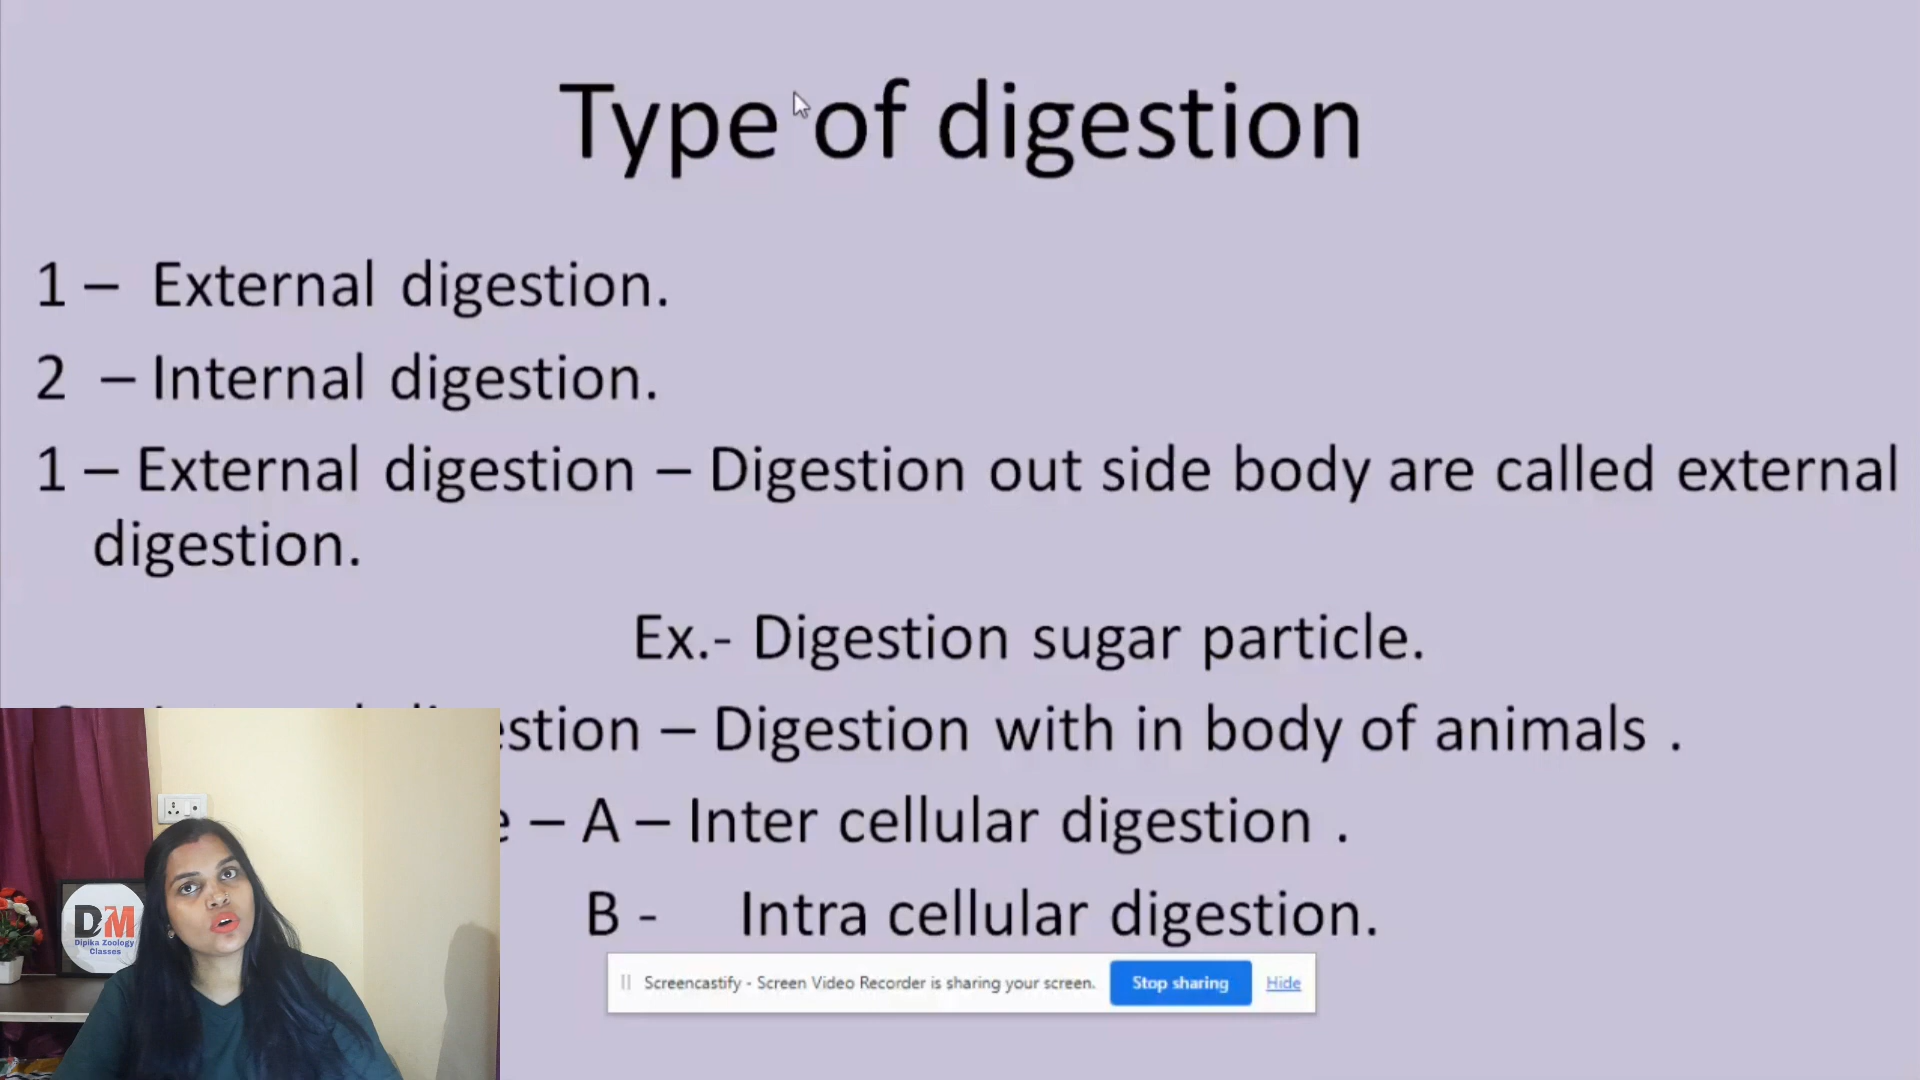 Type of digestion
1 – External digestion.
2 – Internal digestion.
1 – External digestion – Digestion out side body are called external
digestion.
Ex.- Digestion sugar particle.
– Digestion with in body of animals .
– A – Inter cellular digestion .
B - Intra cellular digestion.
DM
Dipika Zoology
Classes
Screencastify - Screen Video Recorder is sharing your screen.
Stop sharing
Hide